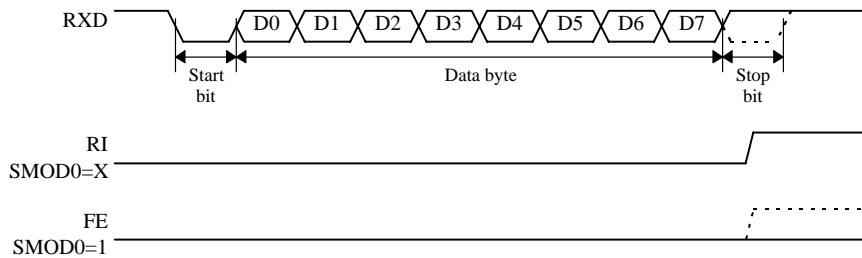 RXD
D0 D1 D2 D3 D4 D5 D6 D7
Start
bit
Data byte
Stop
bit
RI
SMOD0=X
FE
SMOD0=1